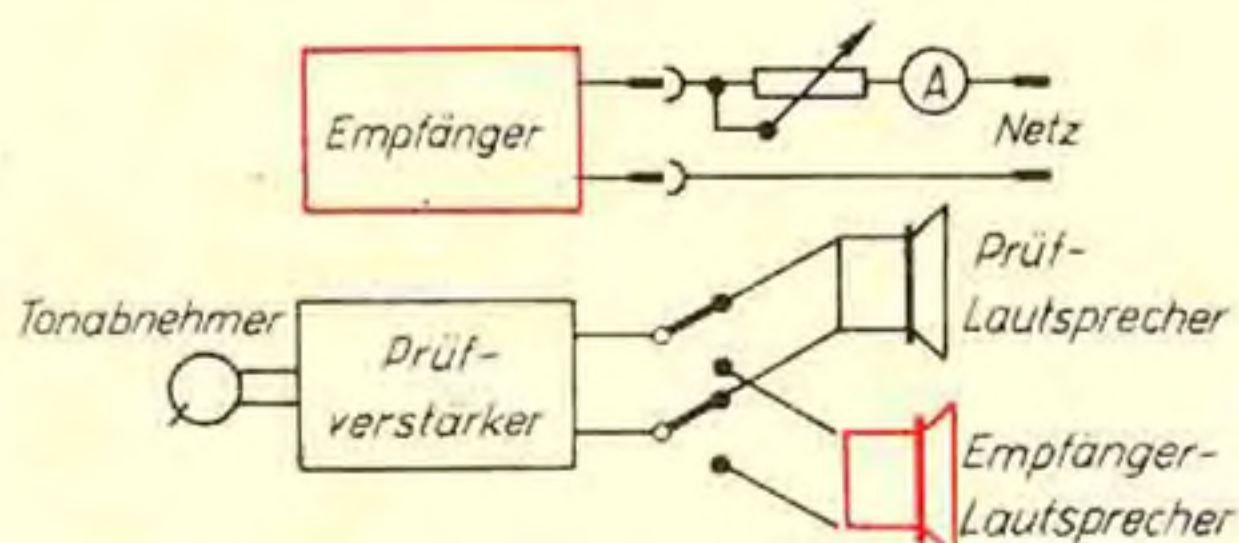 Empfänger
A
Netz
Prüf-
Lautsprecher
Tonabnehmer
Prüf-
verstärker
Empfänger-
Lautsprecher